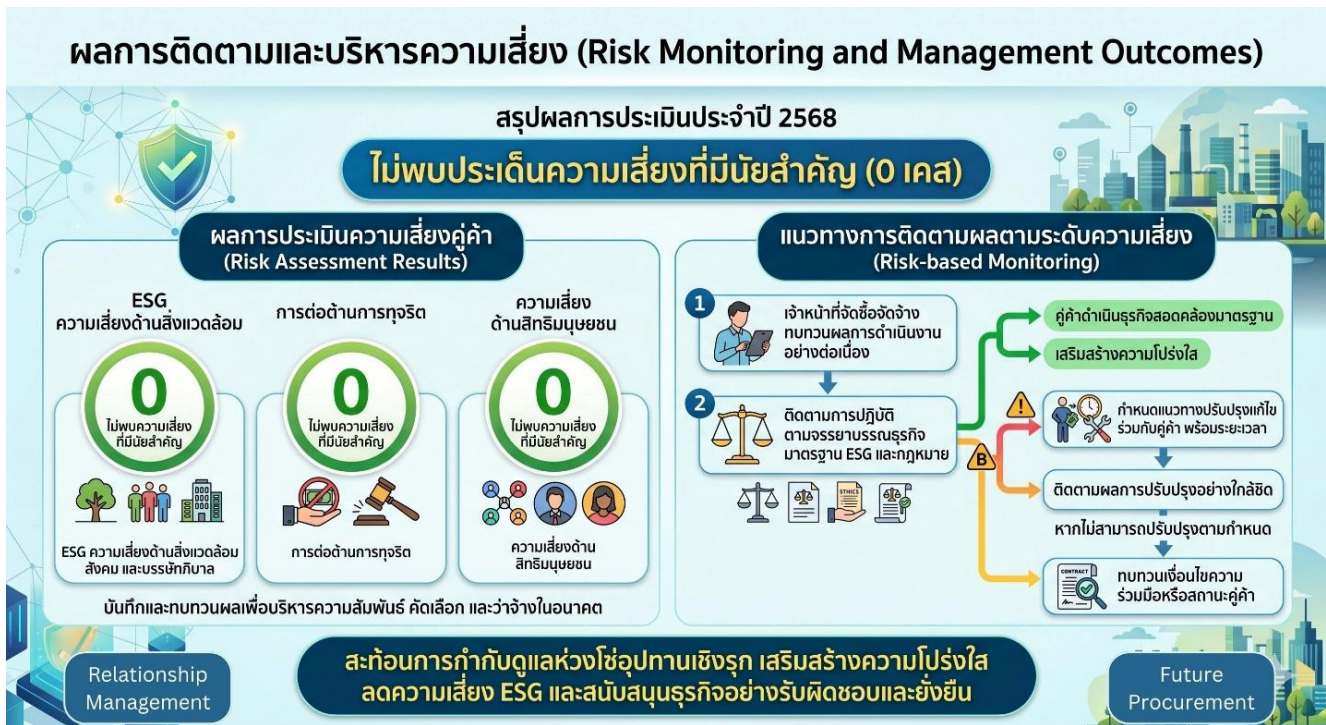 ผลการติดตามและบริหารความเสี่ยง (Risk Monitoring and Management Outcomes)
สรุปผลการประเมินประจำปี 2568
ไม่พบประเด็นความเสี่ยงที่มีนัยสำคัญ (0 เคส)
ผลการประเมินความเสี่ยงคู่ค้า
(Risk Assessment Results)
ESG
ความเสี่ยงด้านสิ่งแวดล้อม
0
ไม่พบความเสี่ยง
ที่มีนัยสำคัญ
ESG ความเสี่ยงด้านสิ่งแวดล้อม
สังคม และบรรษัทภิบาล
การต่อต้านการทุจริต
0
ไม่พบความเสี่ยง
ที่มีนัยสำคัญ
การต่อต้านการทุจริต
ความเสี่ยง
ด้านสิทธิมนุษยชน
0
ไม่พบความเสี่ยง
ที่มีนัยสำคัญ
ความเสี่ยงด้าน
สิทธิมนุษยชน
บันทึกและทบทวนผลเพื่อบริหารความสัมพันธ์ คัดเลือก และว่าจ้างในอนาคต
แนวทางการติดตามผลตามระดับความเสี่ยง
(Risk-based Monitoring)
1
เจ้าหน้าที่จัดซื้อจัดจ้าง
ทบทวนผลการดำเนินงาน
อย่างต่อเนื่อง
2
ติดตามการปฏิบัติ
ตามจรรยาบรรณธุรกิจ
มาตรฐาน ESG และกฎหมาย
ETHICS
คู่ค้าดำเนินธุรกิจสอดคล้องมาตรฐาน
เสริมสร้างความโปร่งใส
!
B
กำหนดแนวทางปรับปรุงแก้ไข
ร่วมกับคู่ค้า พร้อมระยะเวลา
ติดตามผลการปรับปรุงอย่างใกล้ชิด
หากไม่สามารถปรับปรุงตามกำหนด
CONTRACT
ทบทวนเงื่อนไขความ
ร่วมมือหรือสถานะคู่ค้า
Relationship
Management
สะท้อนการกำกับดูแลห่วงโซ่อุปทานเชิงรุก เสริมสร้างความโปร่งใส
ลดความเสี่ยง ESG และสนับสนุนธุรกิจอย่างรับผิดชอบและยั่งยืน
Future
Procurement